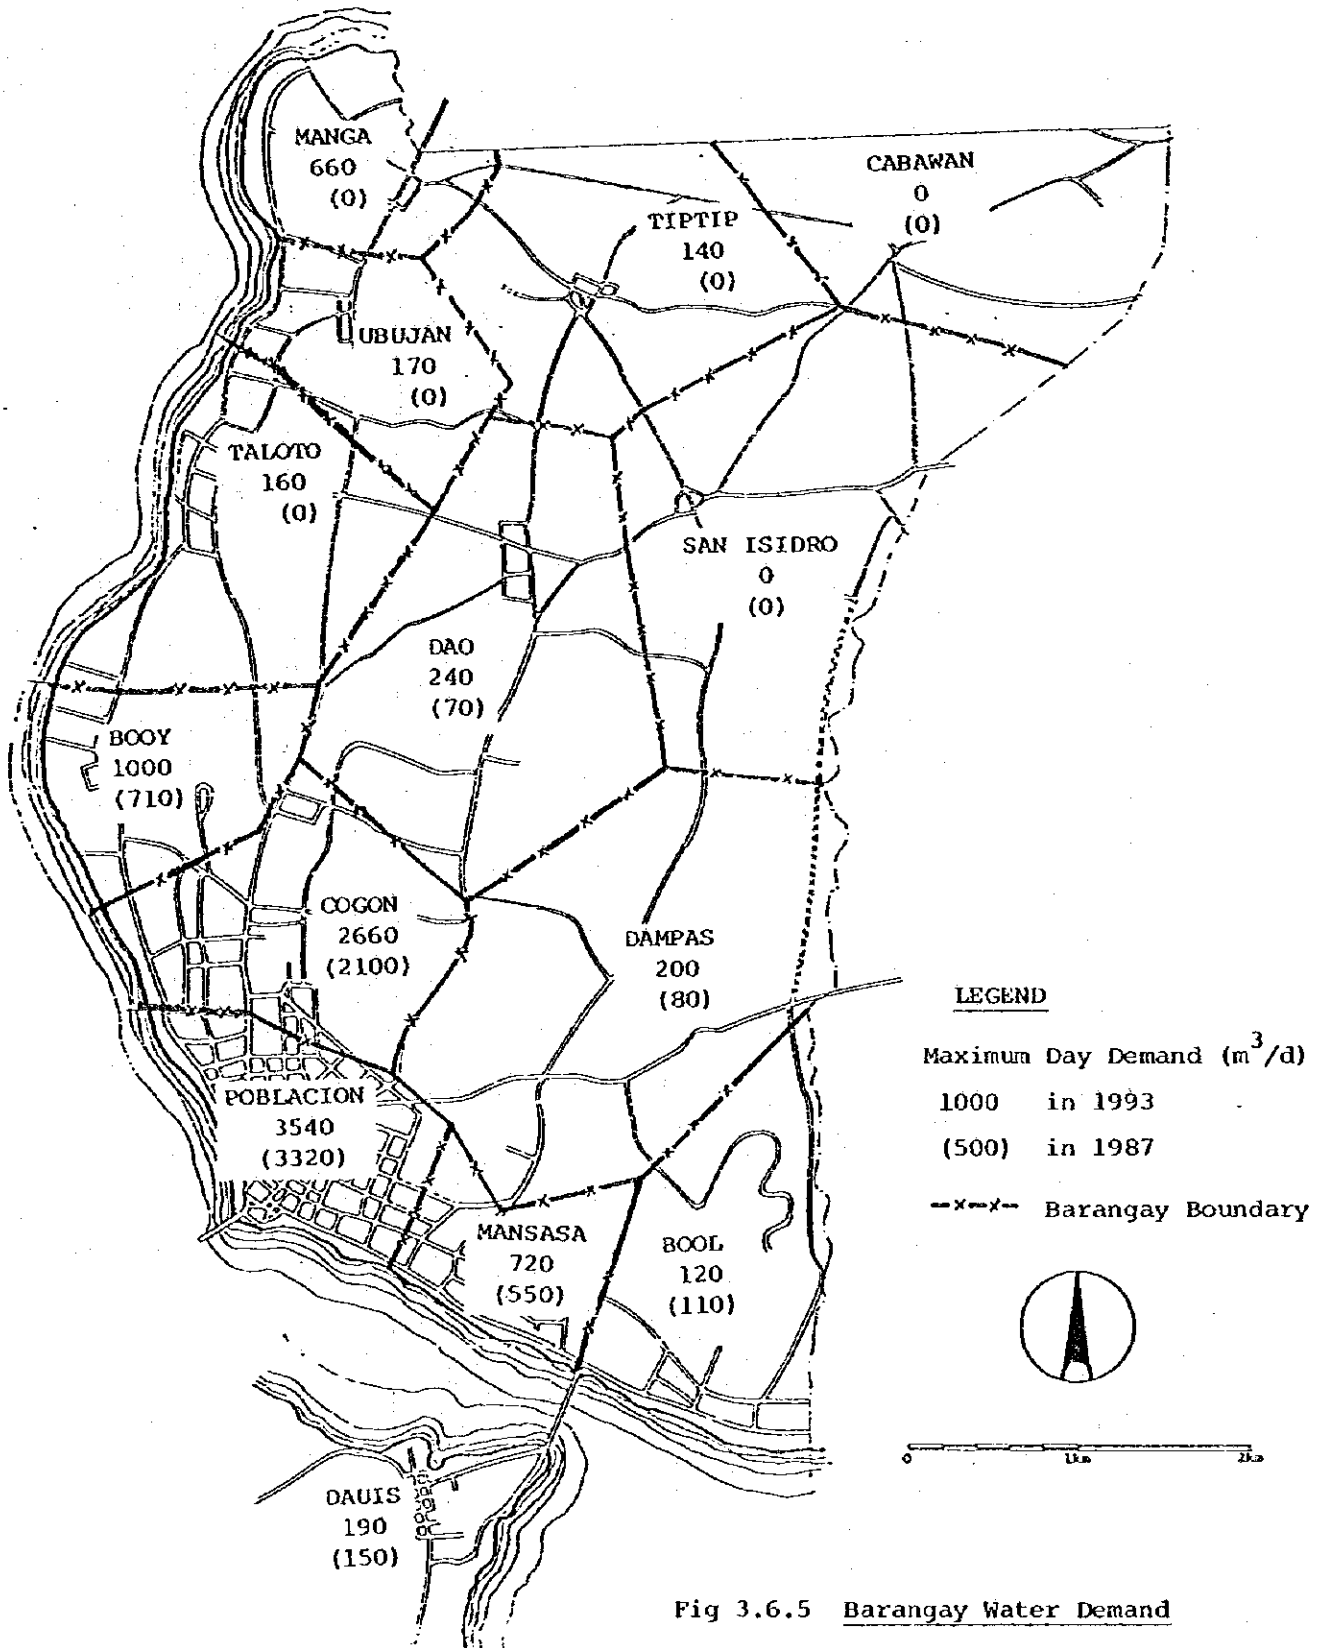 MANGA
660
(0)
CABAWAN
0
(0)
TIPTIP
140
(0)
UBUJAN
170
(0)
TALOTO
160
(0)
SAN ISIDRO
0
(0)
DAO
240
(70)
BOOY
1000
(710)
COGON
2660
(2100)
DAMPAS
200
(80)
LEGEND
Maximum Day Demand (m³/d)
1000 in 1993
(500) in 1987
Barangay Boundary
POBLACION
3540
(3320)
MANSASA
720
(550)
BOOL
120
(110)
0 1km 2km
DAUIS
190
(150)
Fig 3.6.5 Barangay Water Demand